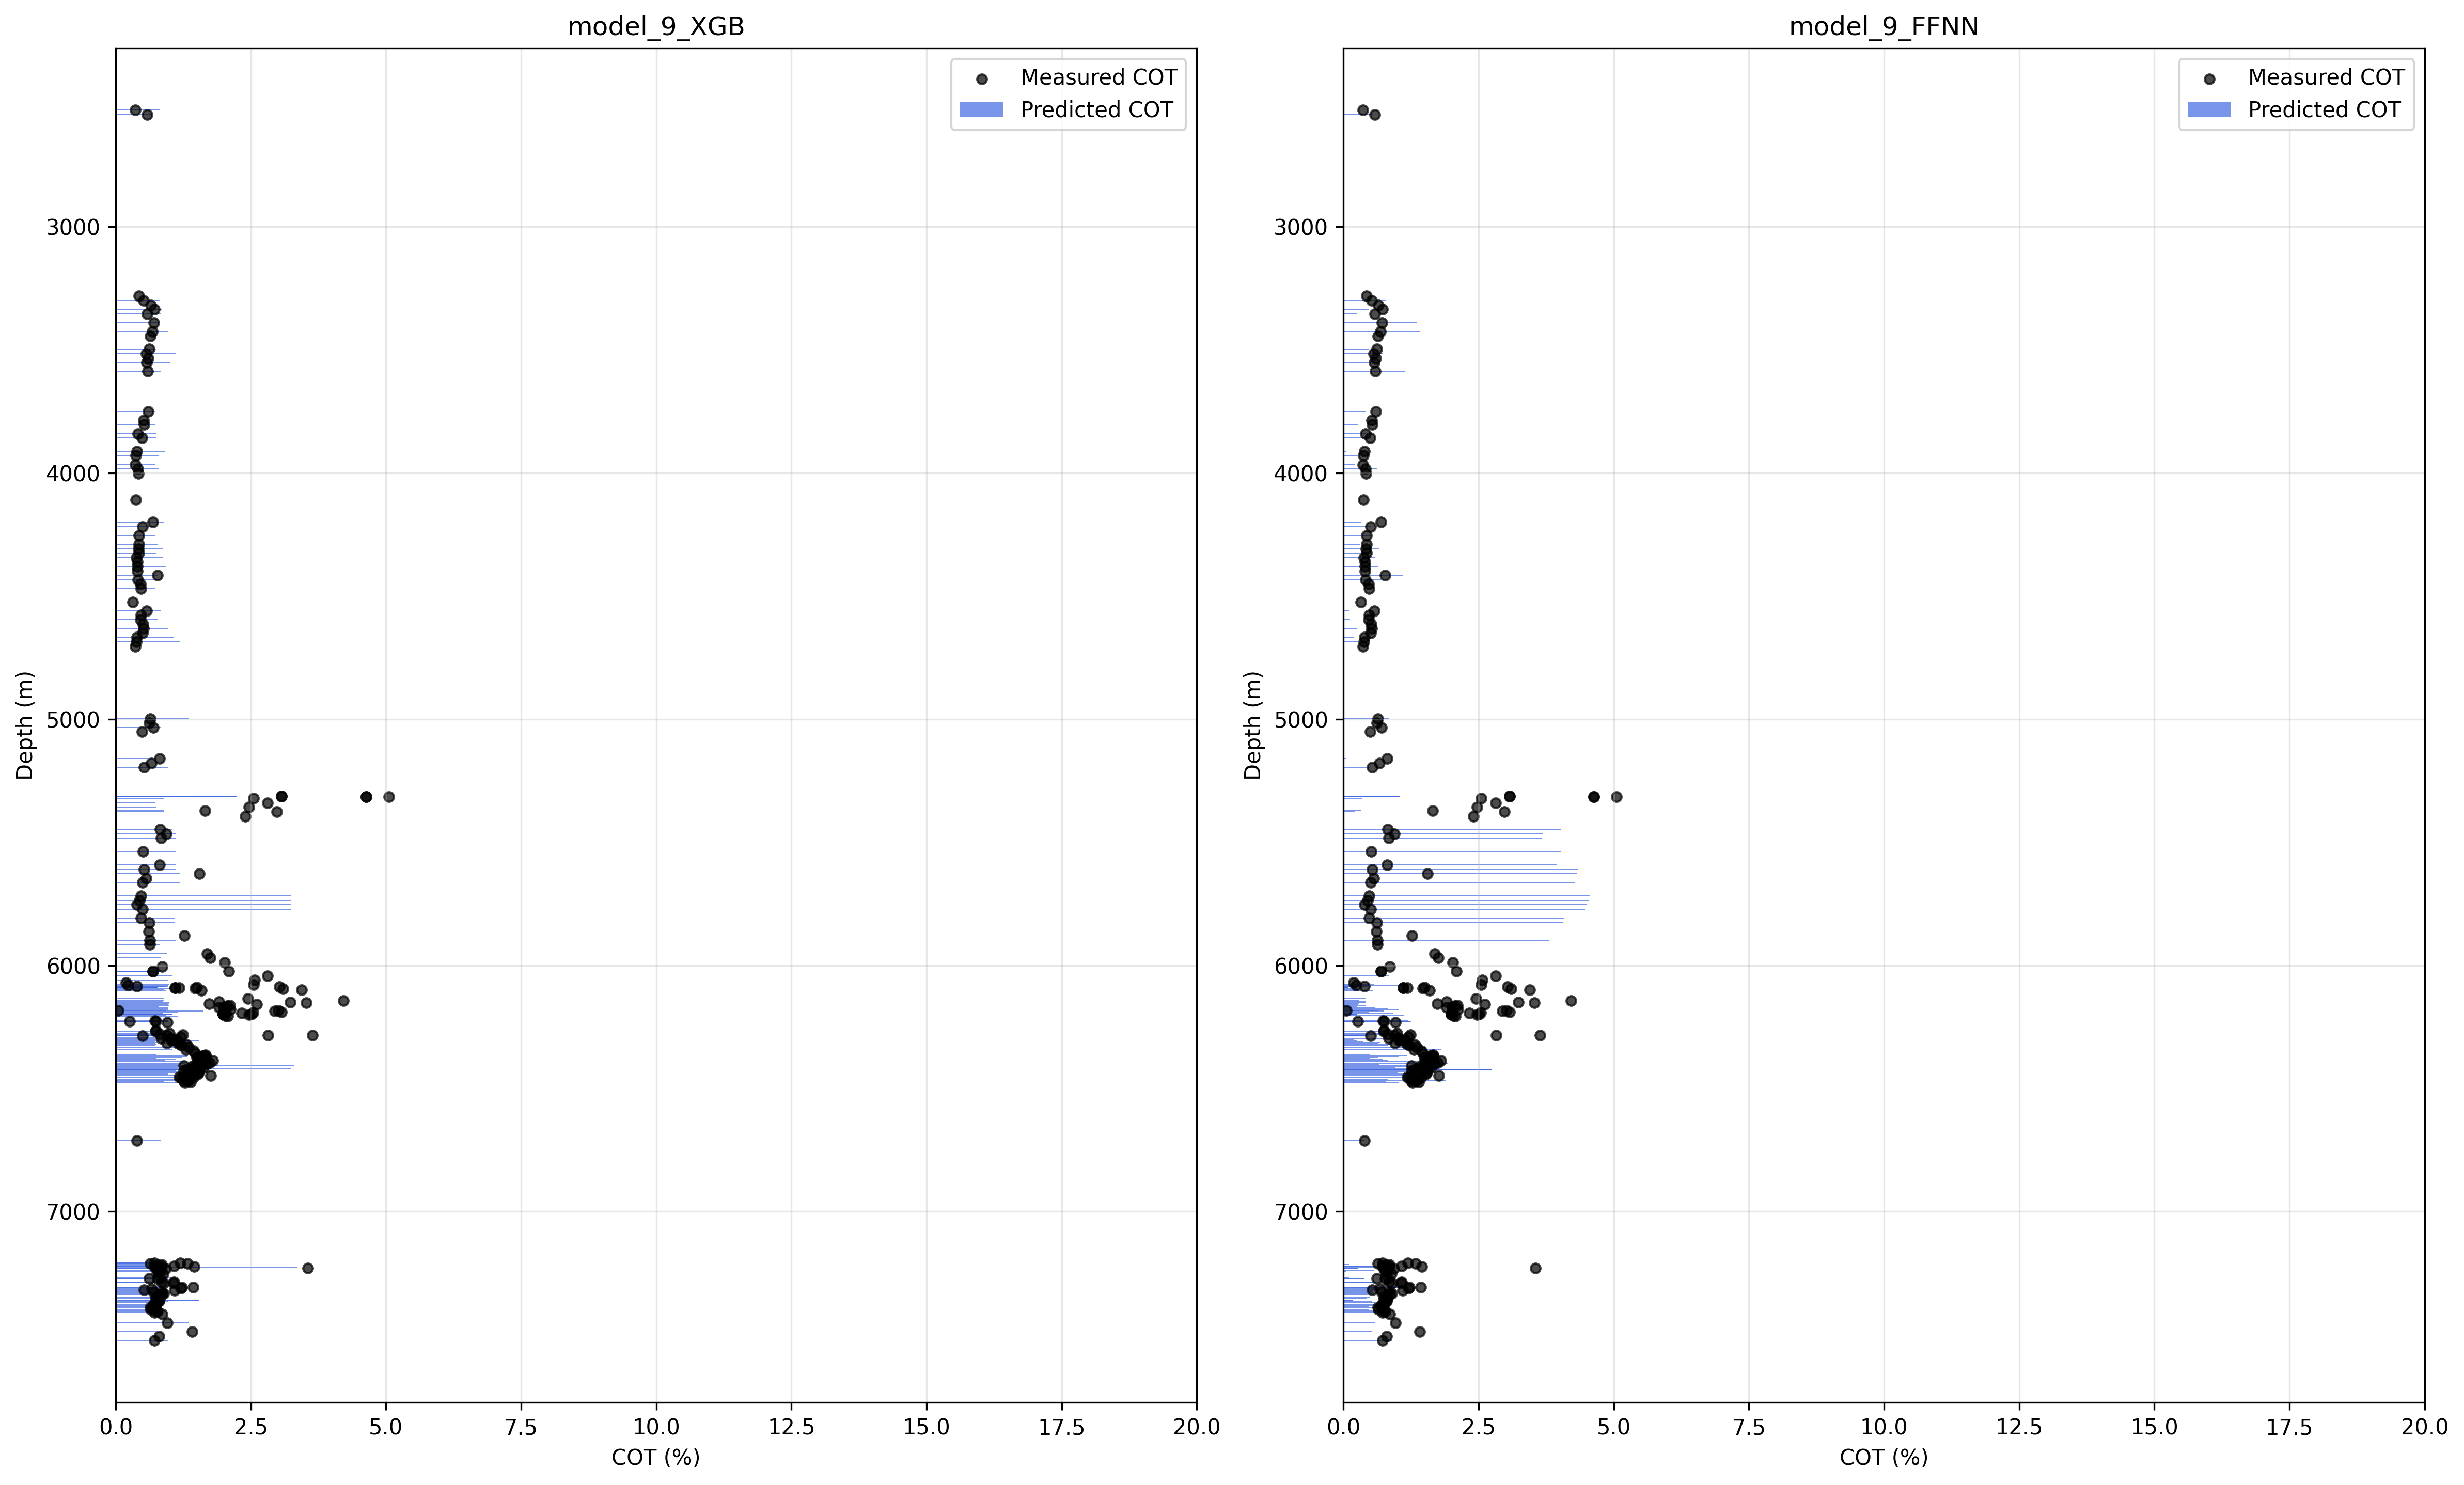 model_9_XGB
Measured COT
Predicted COT
3000
4000
5000
6000
7000
Depth (m)
0.0 2.5 5.0 7.5 10.0 12.5 15.0 17.5 20.0
COT (%)
model_9_FFNN
Measured COT
Predicted COT
3000
4000
5000
6000
7000
Depth (m)
0.0 2.5 5.0 7.5 10.0 12.5 15.0 17.5 20.0
COT (%)